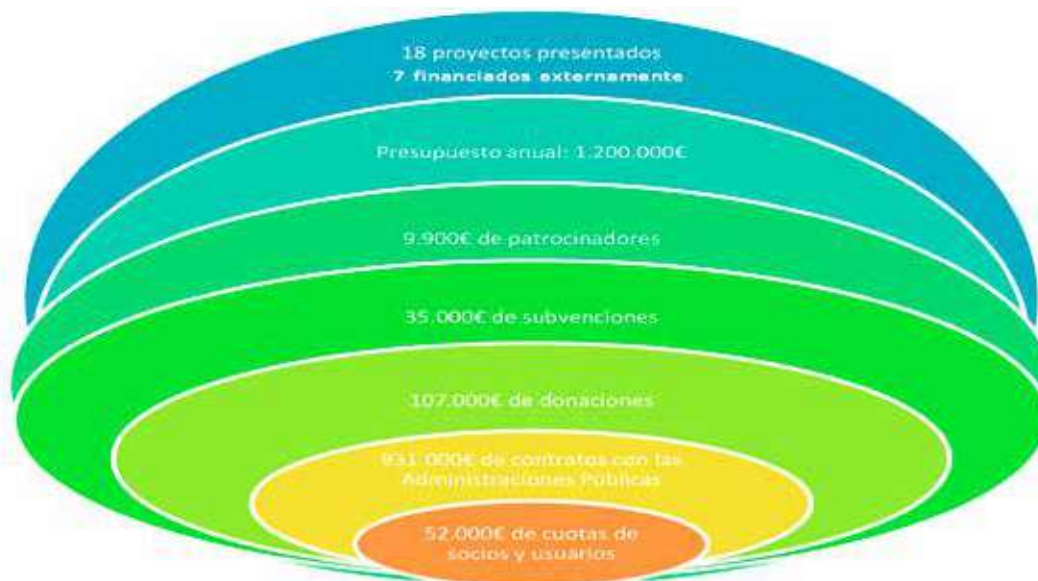 18 proyectos presentados
7 financiados externamente
Presupuesto anual: 1.200.000€
9.900€ de patrocinadores
35.000€ de subvenciones
107.000€ de donaciones
931.000€ de contratos con las
Administraciones Públicas
52.000€ de cuotas de
socios y usuarios